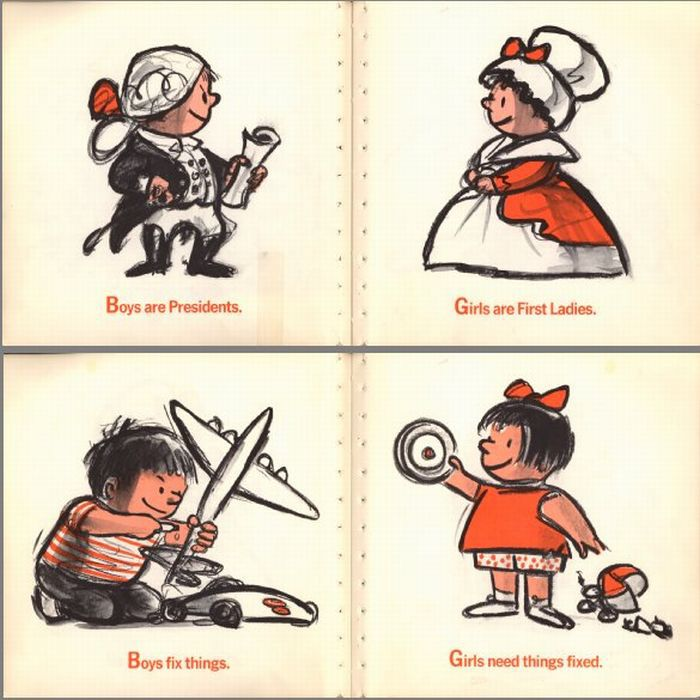 Boys are Presidents.
Girls are First Ladies.
Boys fix things.
Girls need things fixed.